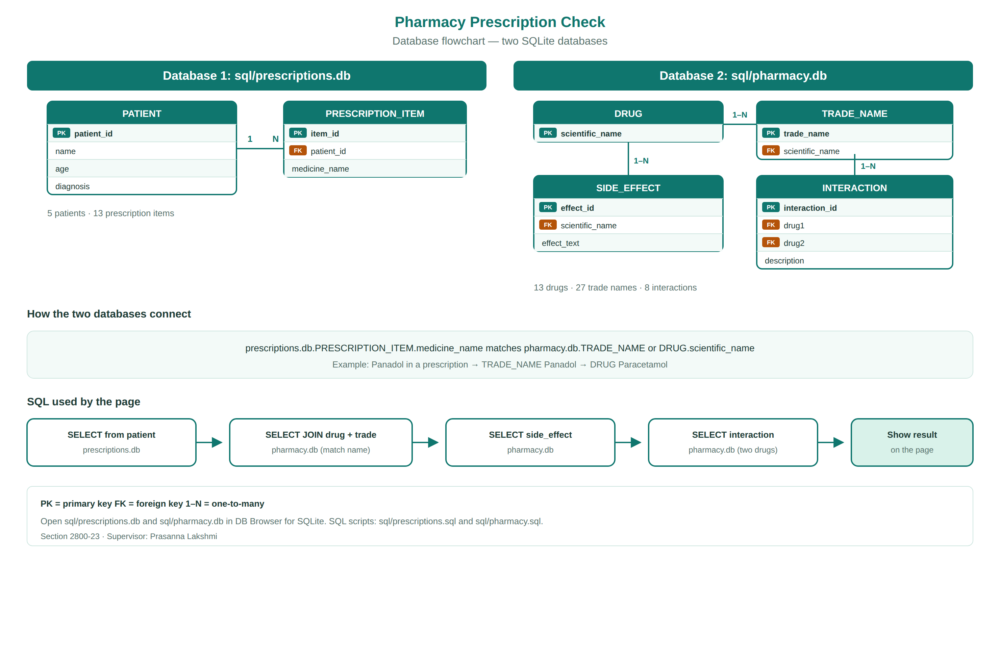 Pharmacy Prescription Check
Database flowchart — two SQLite databases
Database 1: sql/prescriptions.db
PATIENT
PK patient_id
name
age
diagnosis
1 N
PRESCRIPTION_ITEM
PK item_id
FK patient_id
medicine_name
5 patients · 13 prescription items
Database 2: sql/pharmacy.db
DRUG
PK scientific_name
1–N
TRADE_NAME
PK trade_name
FK scientific_name
1–N
1–N
SIDE_EFFECT
PK effect_id
FK scientific_name
effect_text
INTERACTION
PK interaction_id
FK drug1
FK drug2
description
13 drugs · 27 trade names · 8 interactions
How the two databases connect
prescriptions.db.PRESCRIPTION_ITEM.medicine_name matches pharmacy.db.TRADE_NAME or DRUG.scientific_name
Example: Panadol in a prescription → TRADE_NAME Panadol → DRUG Paracetamol
SQL used by the page
SELECT from patient
prescriptions.db
SELECT JOIN drug + trade
pharmacy.db (match name)
SELECT side_effect
pharmacy.db
SELECT interaction
pharmacy.db (two drugs)
Show result
on the page
PK = primary key FK = foreign key 1–N = one-to-many
Open sql/prescriptions.db and sql/pharmacy.db in DB Browser for SQLite. SQL scripts: sql/prescriptions.sql and sql/pharmacy.sql.
Section 2800-23 · Supervisor: Prasanna Lakshmi